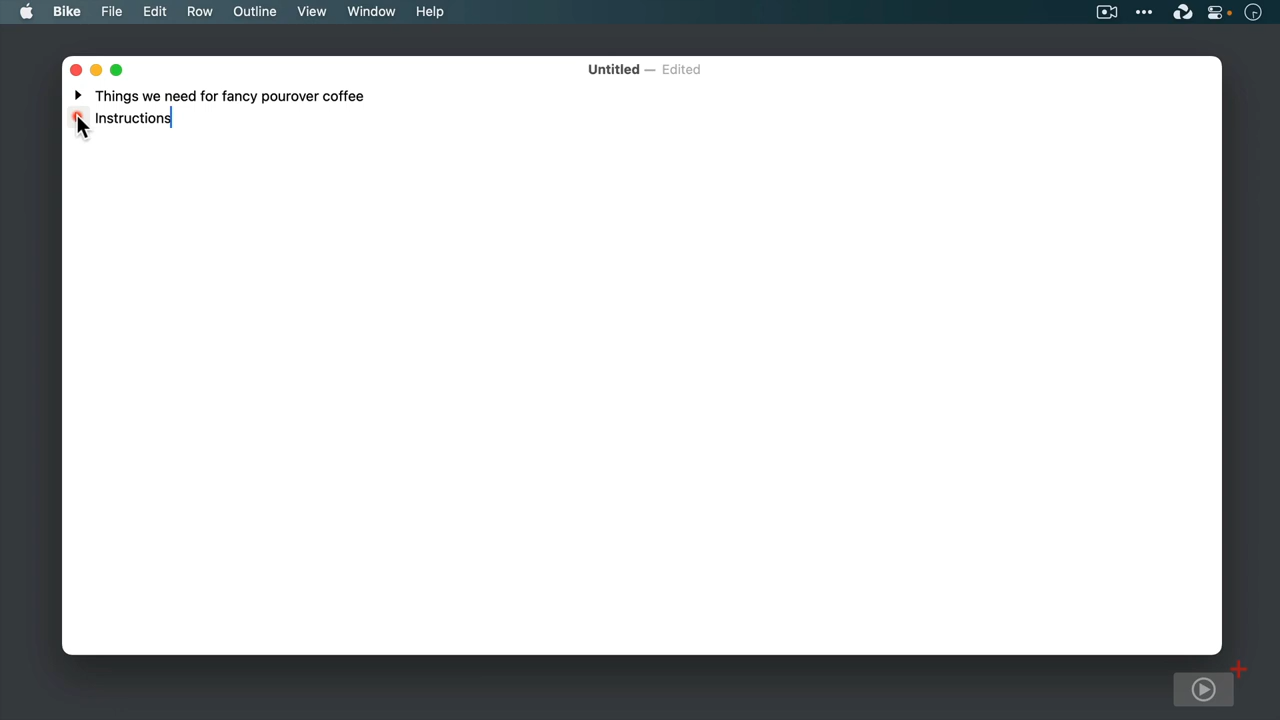 Bike File Edit Row Outline View Window Help
Untitled — Edited
Things we need for fancy pourover coffee
Instructions